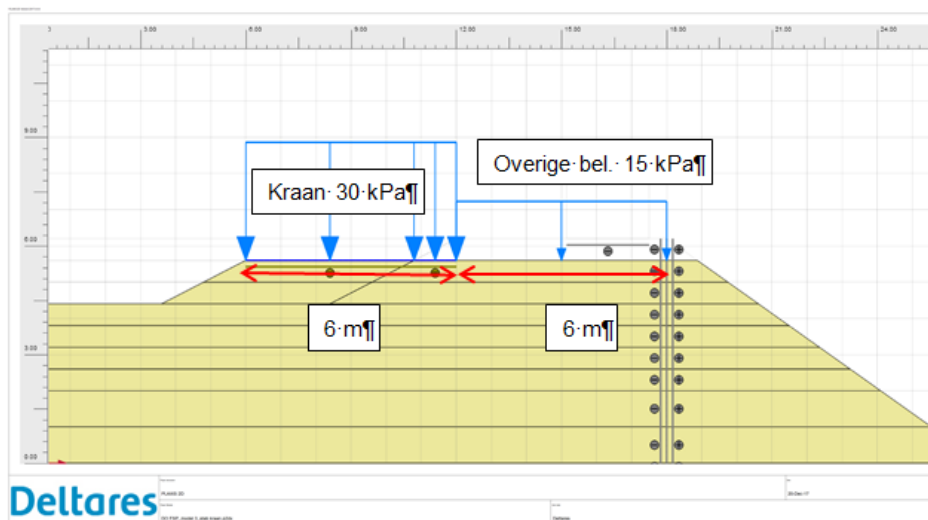 3.00 6.00 9.00 12.00 15.00 18.00 21.00 24.00
9.00
Overige· bel.· 15·kPa¶
Kraan· 30·kPa¶
6.00
6·m¶ 6·m¶
3.00
0.00
Deltares
PLAXIS 2D